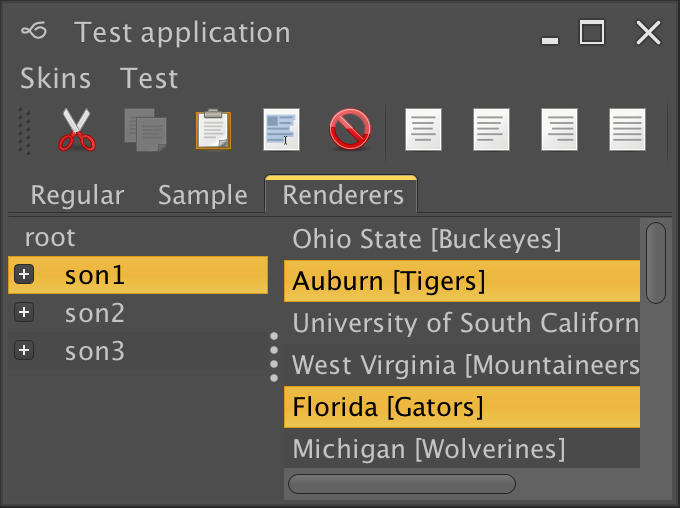 Test application
Skins Test
Regular Sample Renderers
root
son1
son2
son3
Ohio State [Buckeyes]
Auburn [Tigers]
University of South Californ
West Virginia [Mountaineers
Florida [Gators]
Michigan [Wolverines]